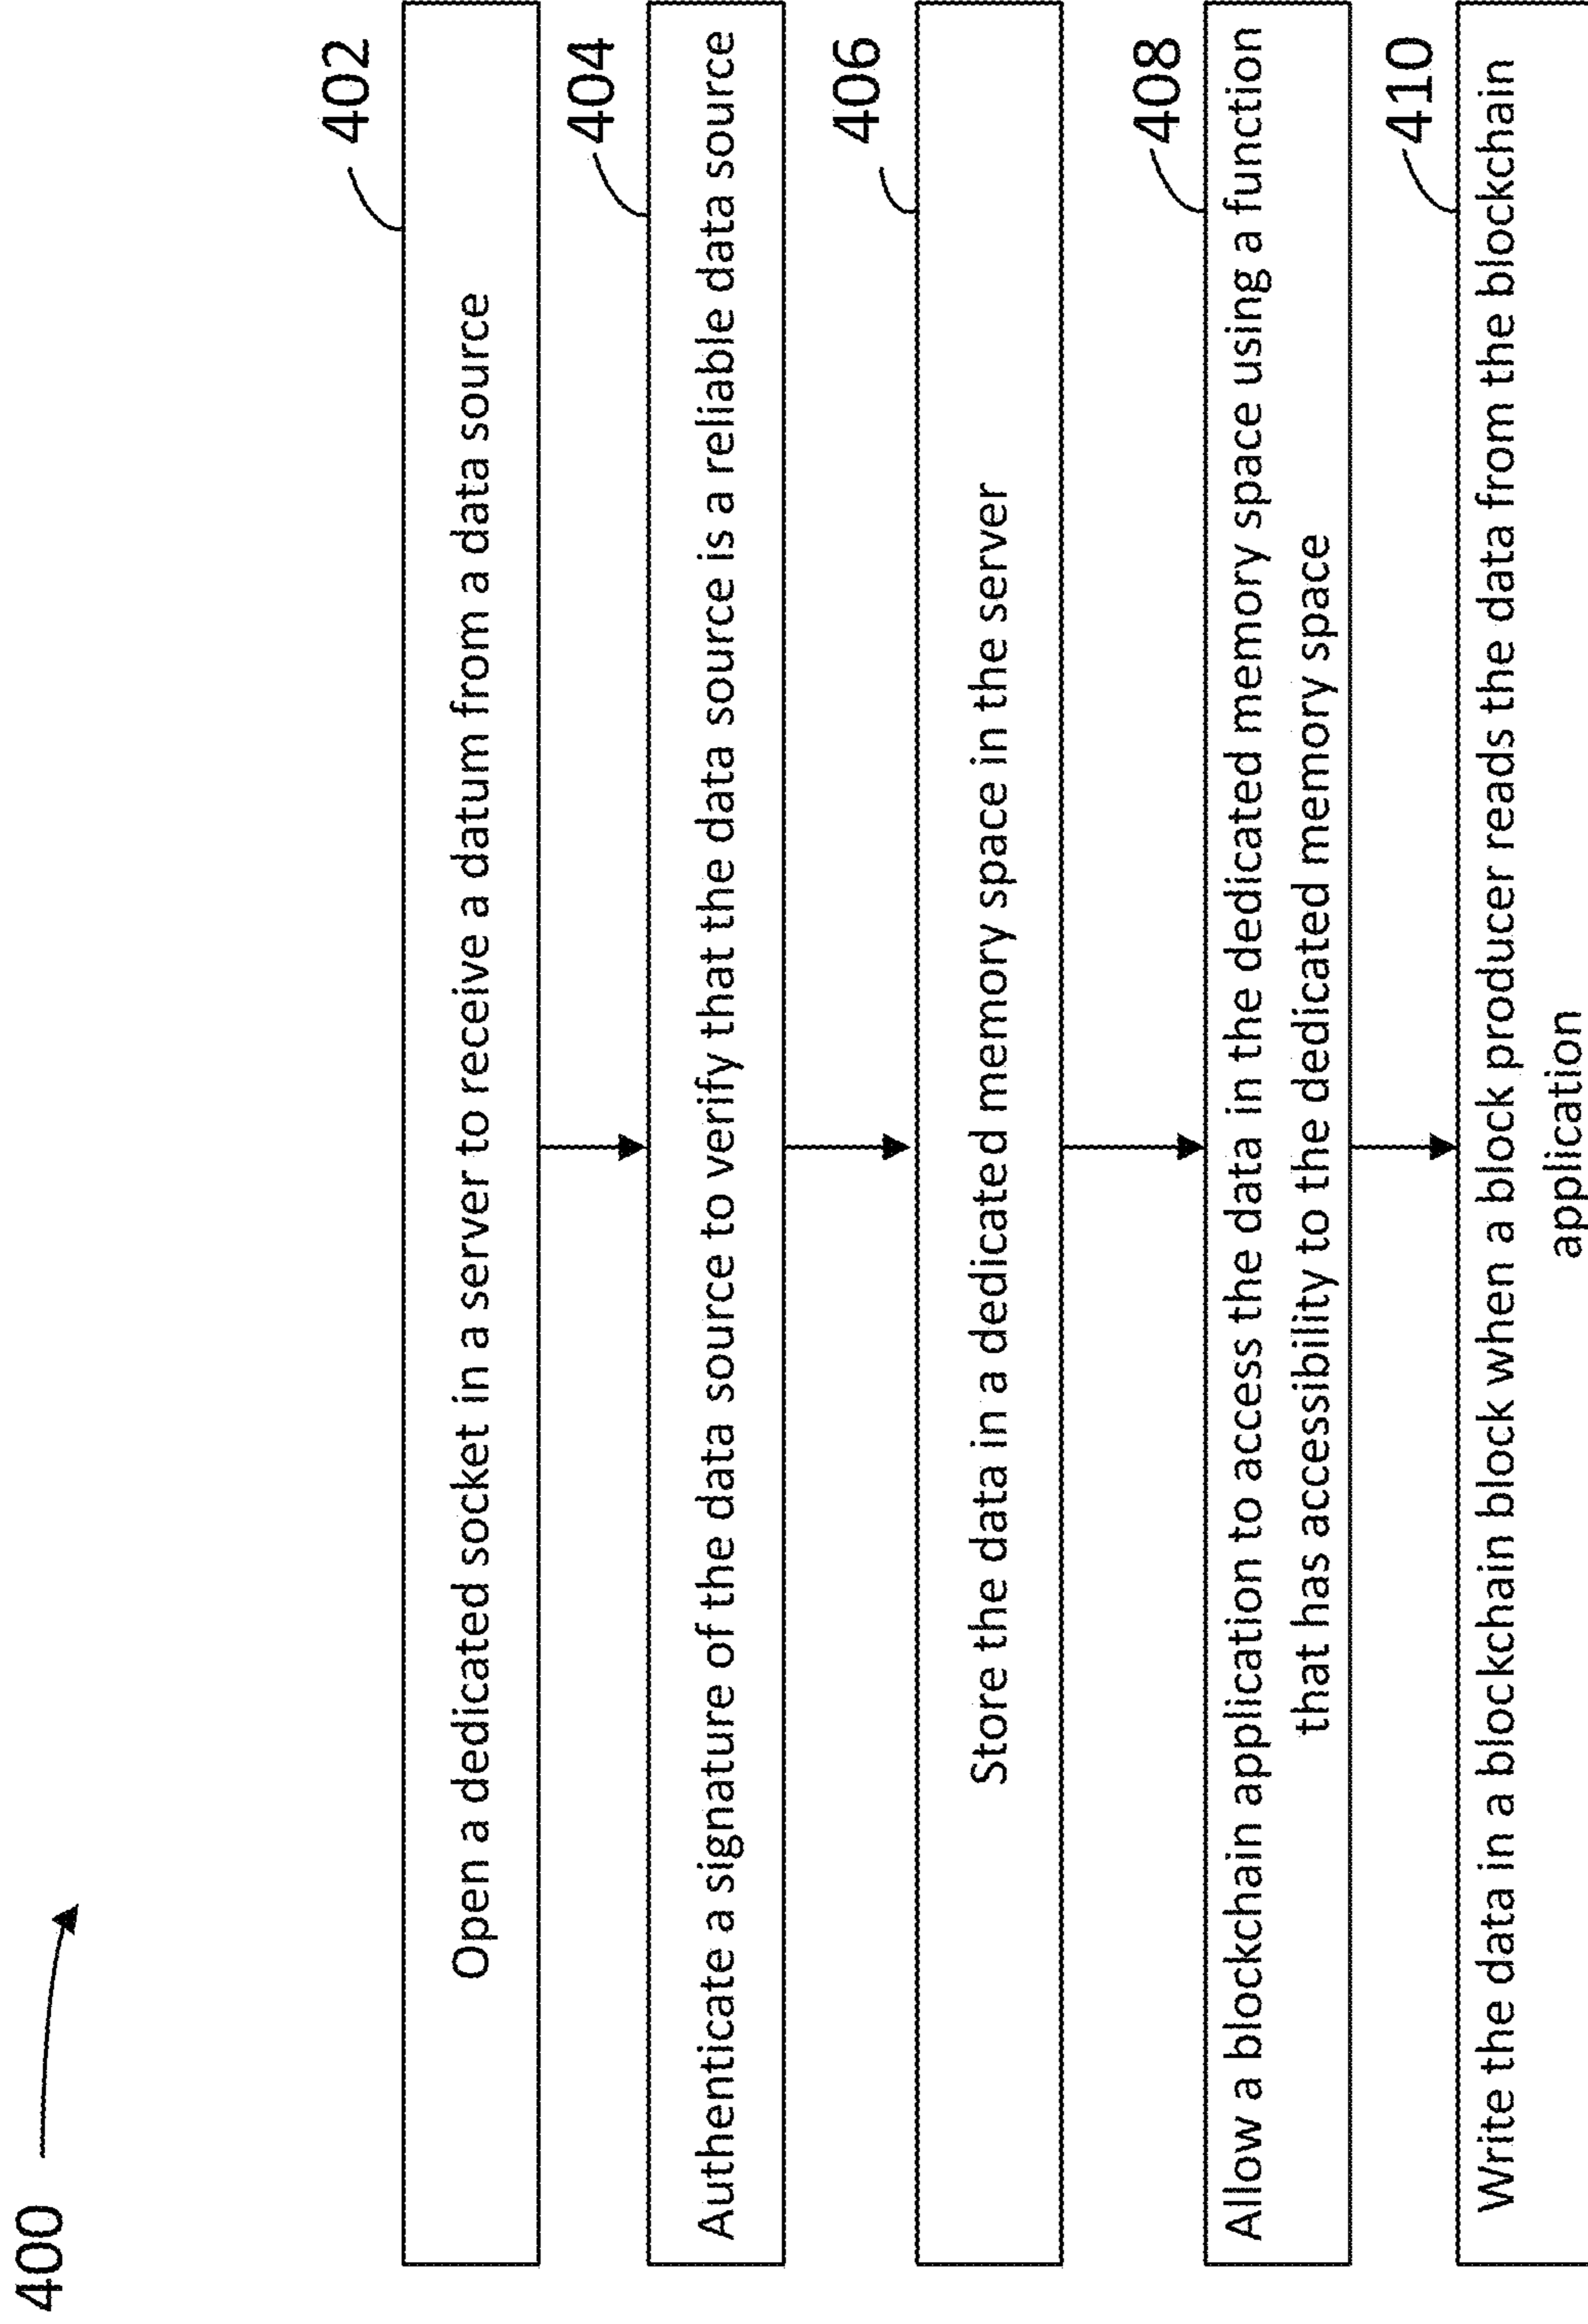 400
402
Open a dedicated socket in a server to receive a datum from a data source
404
Authenticate a signature of the data source to verify that the data source is a reliable data source
406
Store the data in a dedicated memory space in the server
408
Allow a blockchain application to access the data in the dedicated memory space using a function
that has accessibility to the dedicated memory space
410
Write the data in a blockchain block when a block producer reads the data from the blockchain
application